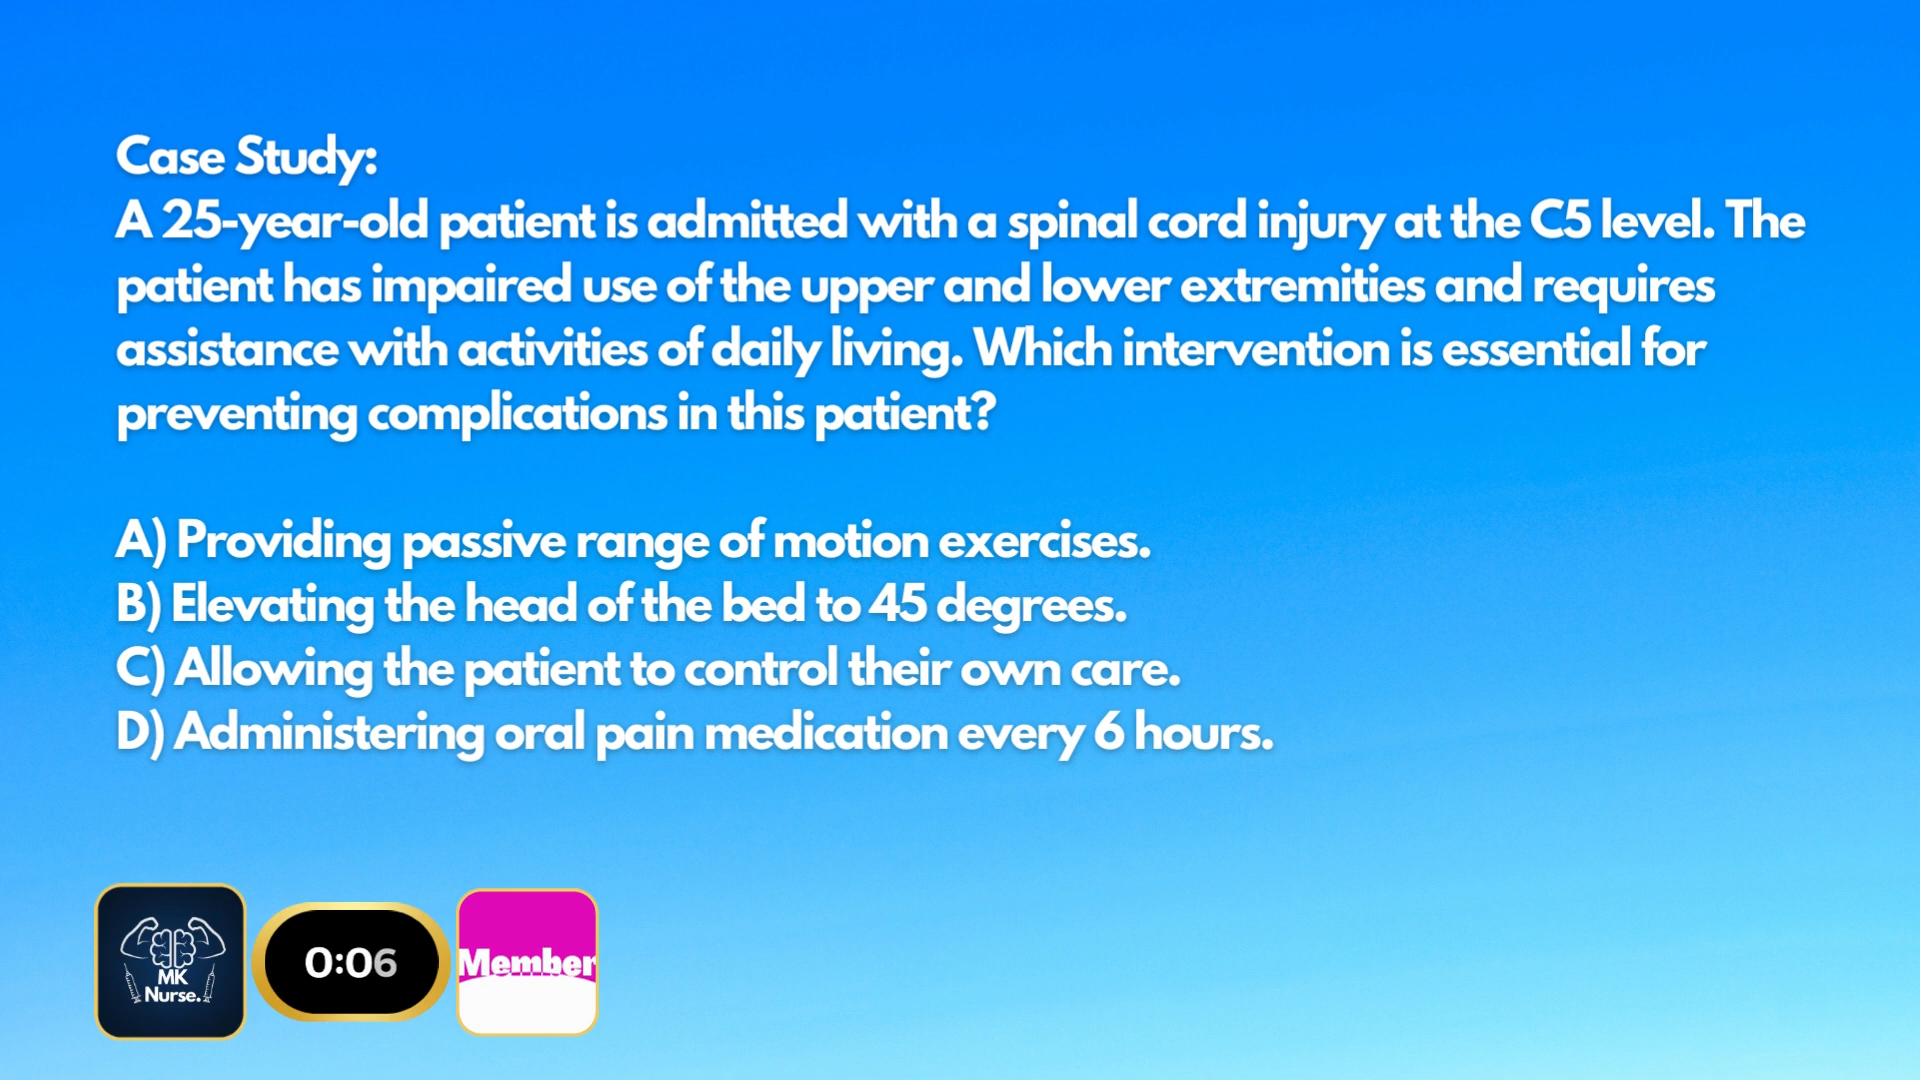 Case Study:
A 25-year-old patient is admitted with a spinal cord injury at the C5 level. The
patient has impaired use of the upper and lower extremities and requires
assistance with activities of daily living. Which intervention is essential for
preventing complications in this patient?
A) Providing passive range of motion exercises.
B) Elevating the head of the bed to 45 degrees.
C) Allowing the patient to control their own care.
D) Administering oral pain medication every 6 hours.
MK
Nurse.
0:06
Member